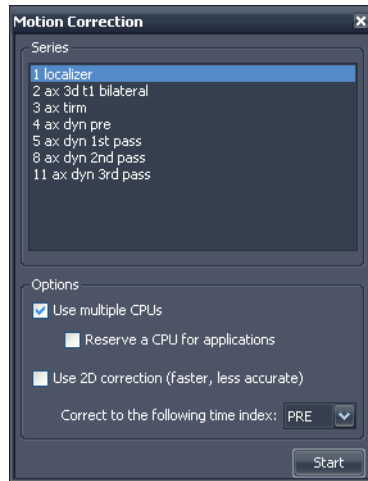 Motion Correction
Series
1 localizer
2 ax 3d t1 bilateral
3 ax tirm
4 ax dyn pre
5 ax dyn 1st pass
8 ax dyn 2nd pass
11 ax dyn 3rd pass
Options
Use multiple CPUs
Reserve a CPU for applications
Use 2D correction (faster, less accurate)
Correct to the following time index: PRE
Start